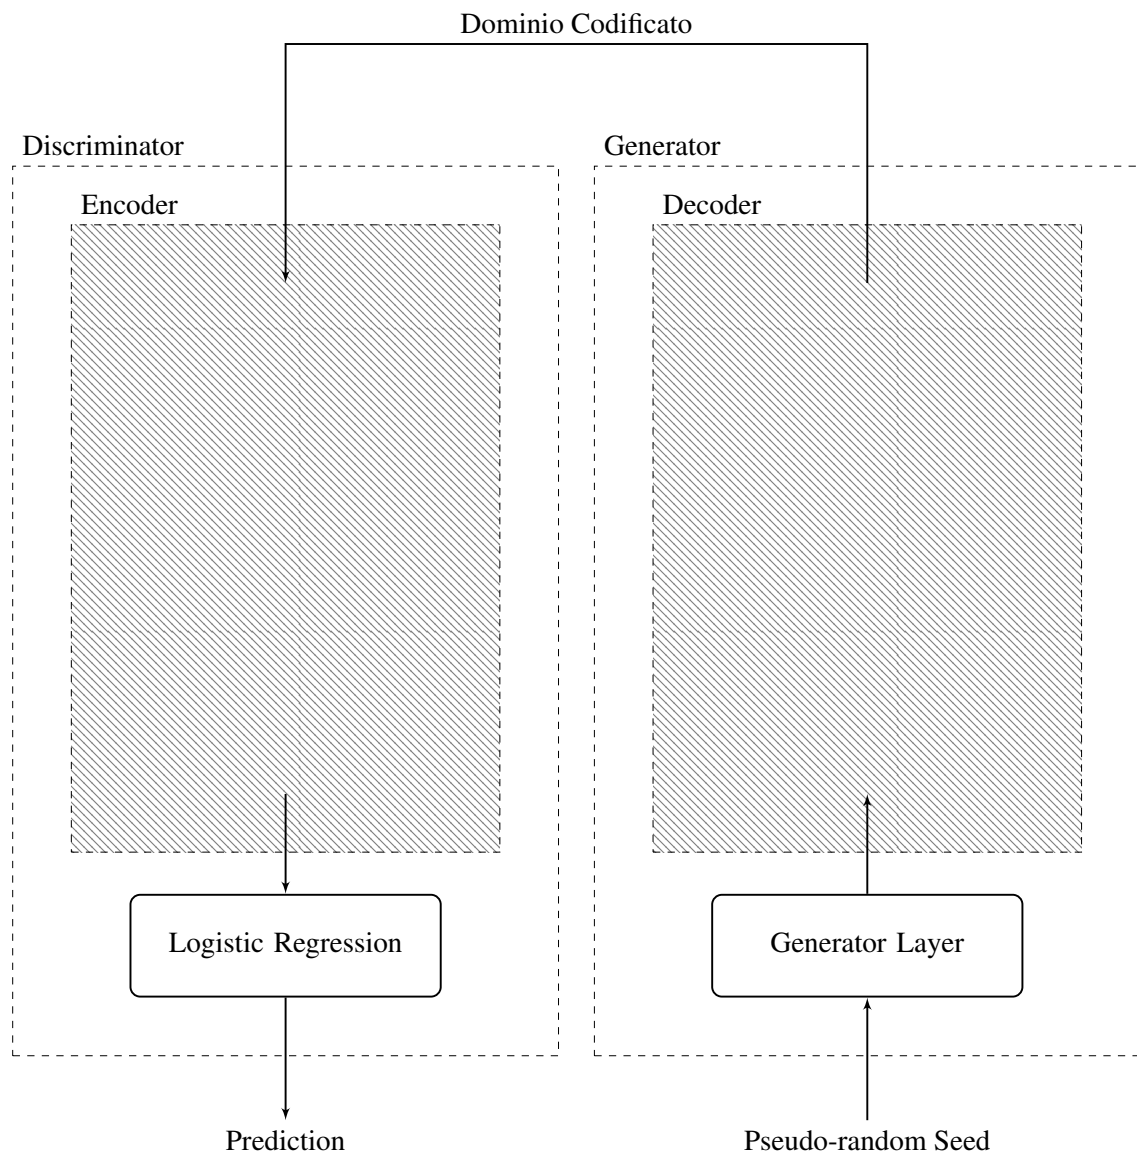 Dominio Codificato
Discriminator
Generator
Encoder
Decoder
Logistic Regression
Generator Layer
Prediction
Pseudo-random Seed